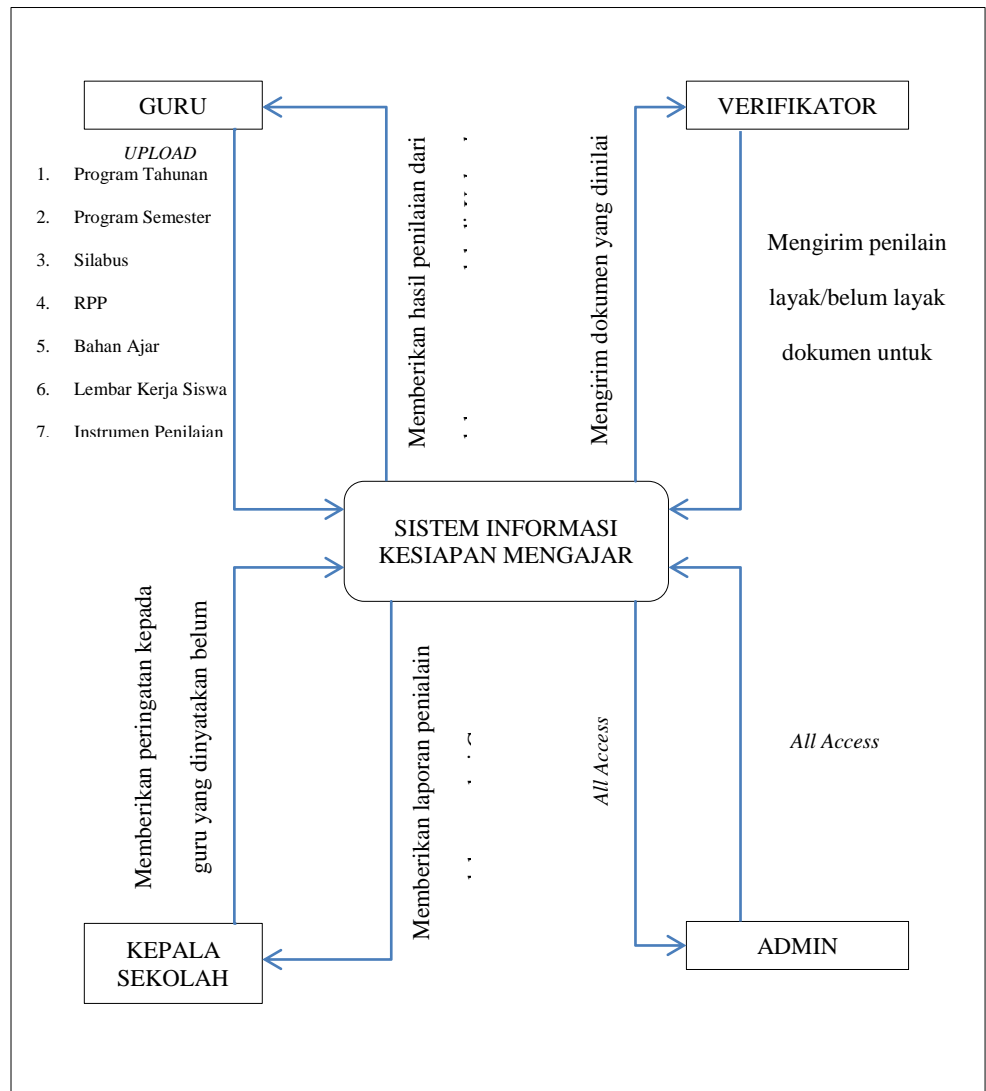 GURU
VERIFIKATOR
UPLOAD
1. Program Tahunan
2. Program Semester
3. Silabus
4. RPP
5. Bahan Ajar
6. Lembar Kerja Siswa
7. Instrumen Penilaian
Memberikan hasil penilaian dari
Mengirim dokumen yang dinilai
Mengirim penilain
layak/belum layak
dokumen untuk
SISTEM INFORMASI
KESIAPAN MENGAJAR
Memberikan peringatan kepada
guru yang dinyatakan belum
Memberikan laporan penialain
All Access
All Access
KEPALA
SEKOLAH
ADMIN